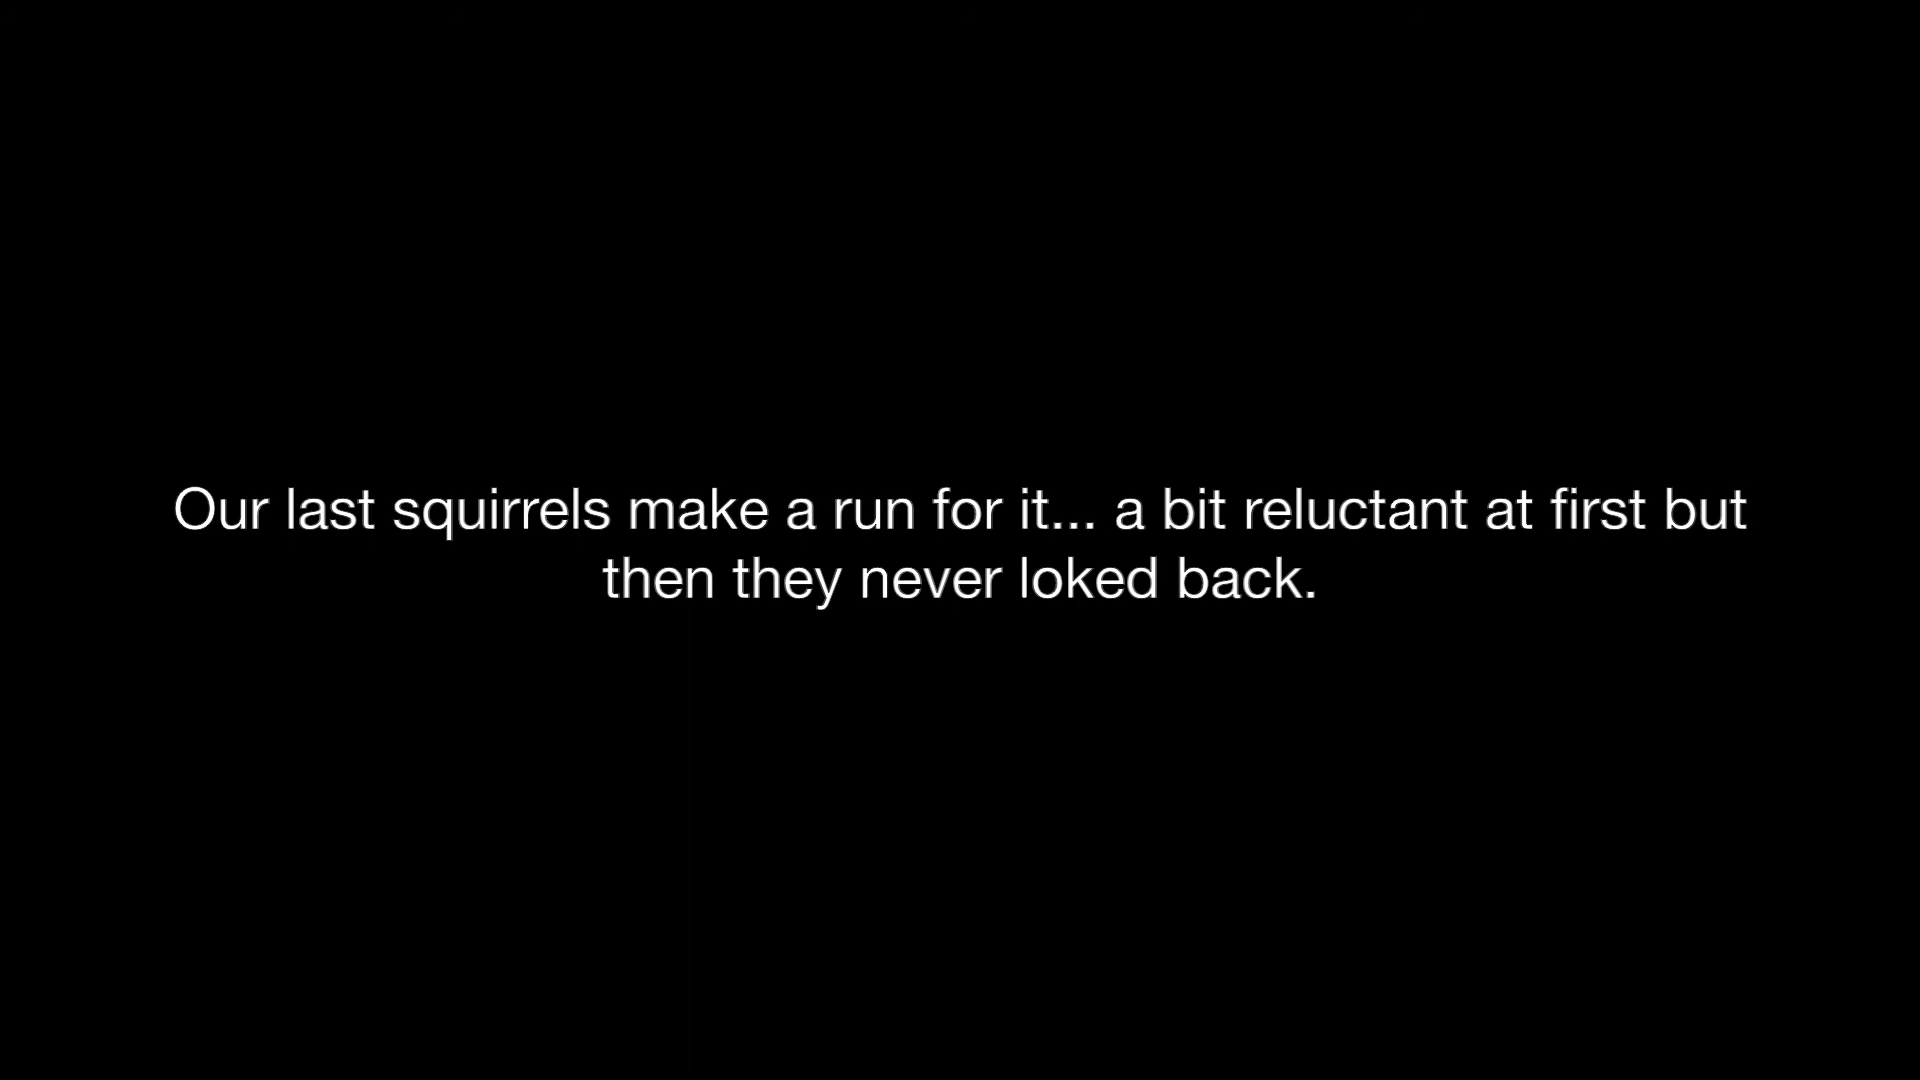 Our last squirrels make a run for it... a bit reluctant at first but
then they never loked back.